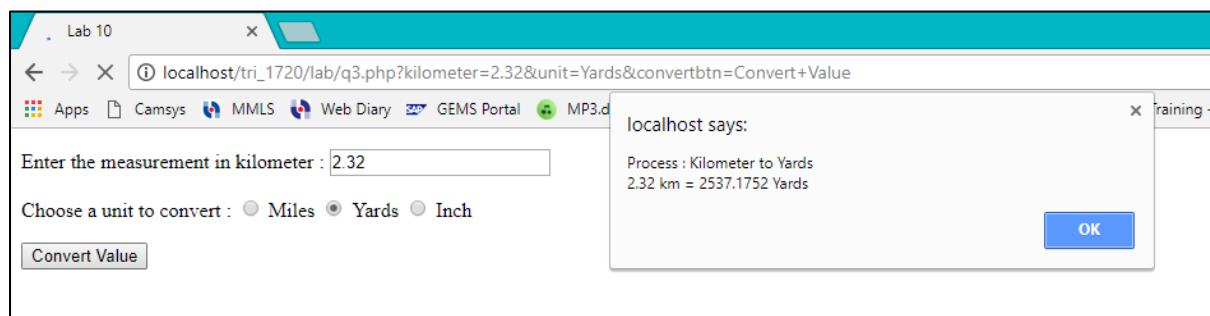 Lab 10
localhost/tri_1720/lab/q3.php?kilometer=2.32&unit=Yards&convertbtn=Convert+Value
Apps Camsys MMLS Web Diary GEMS Portal MP3.d
raining -
localhost says:
Process : Kilometer to Yards
2.32 km = 2537.1752 Yards
OK
Enter the measurement in kilometer : 2.32
Choose a unit to convert : Miles Yards Inch
Convert Value